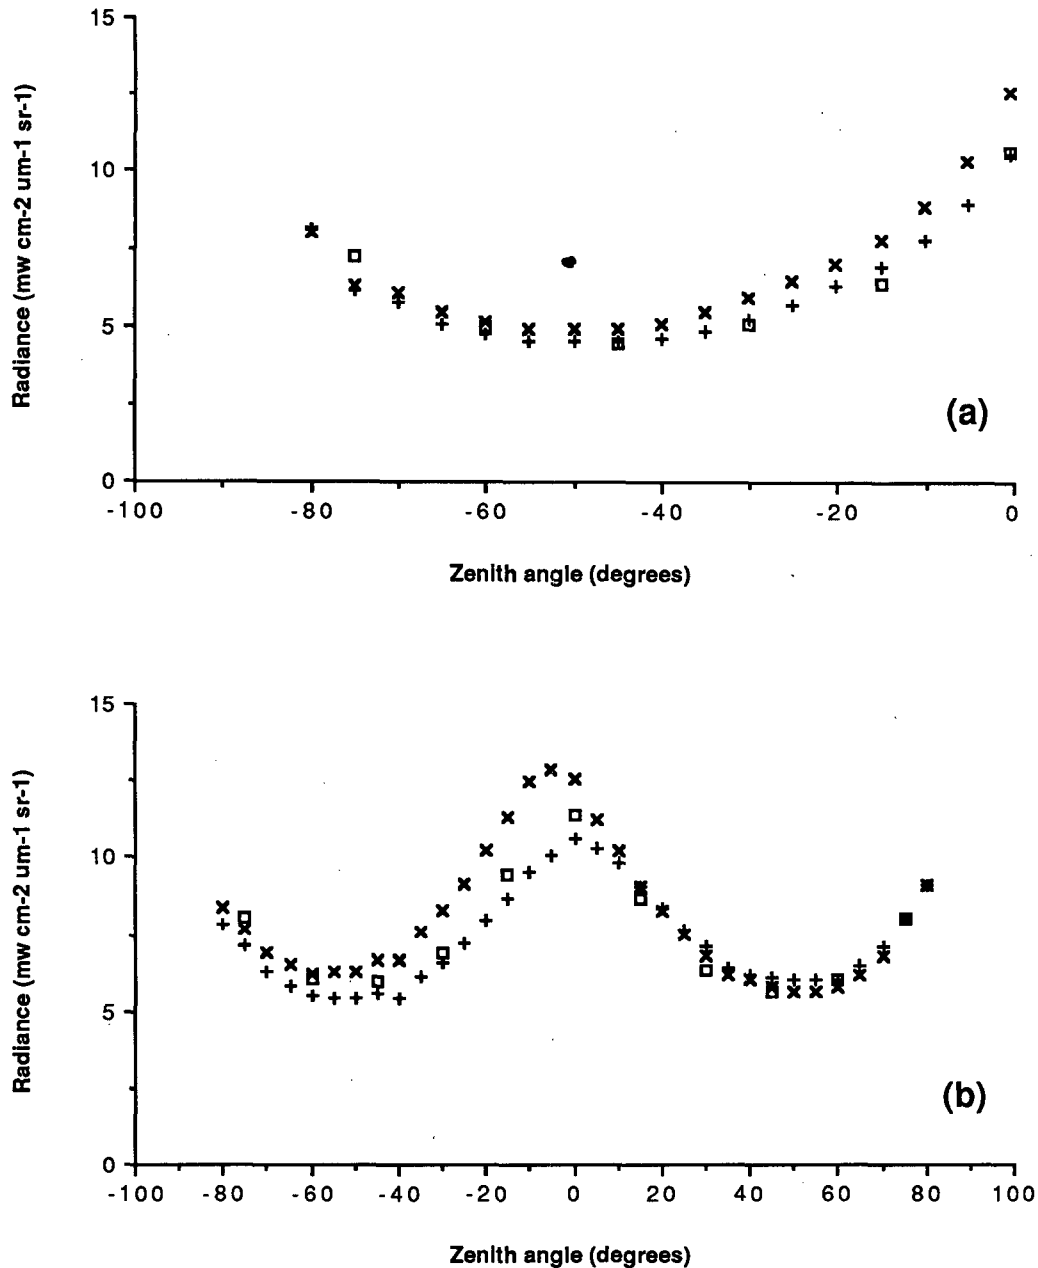 15
10
5
0
Radiance (mw cm-2 um-1 sr-1)
-100 -80 -60 -40 -20 0
Zenith angle (degrees)
(a)
15
10
5
0
Radiance (mw cm-2 um-1 sr-1)
-100 -80 -60 -40 -20 0 20 40 60 80 100
Zenith angle (degrees)
(b)